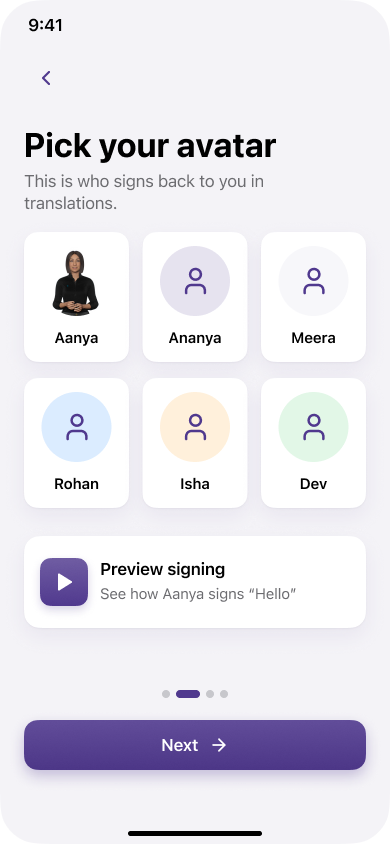 9:41
Pick your avatar
This is who signs back to you in
translations.
Aanya
Ananya
Meera
Rohan
Isha
Dev
Preview signing
See how Aanya signs “Hello”
Next